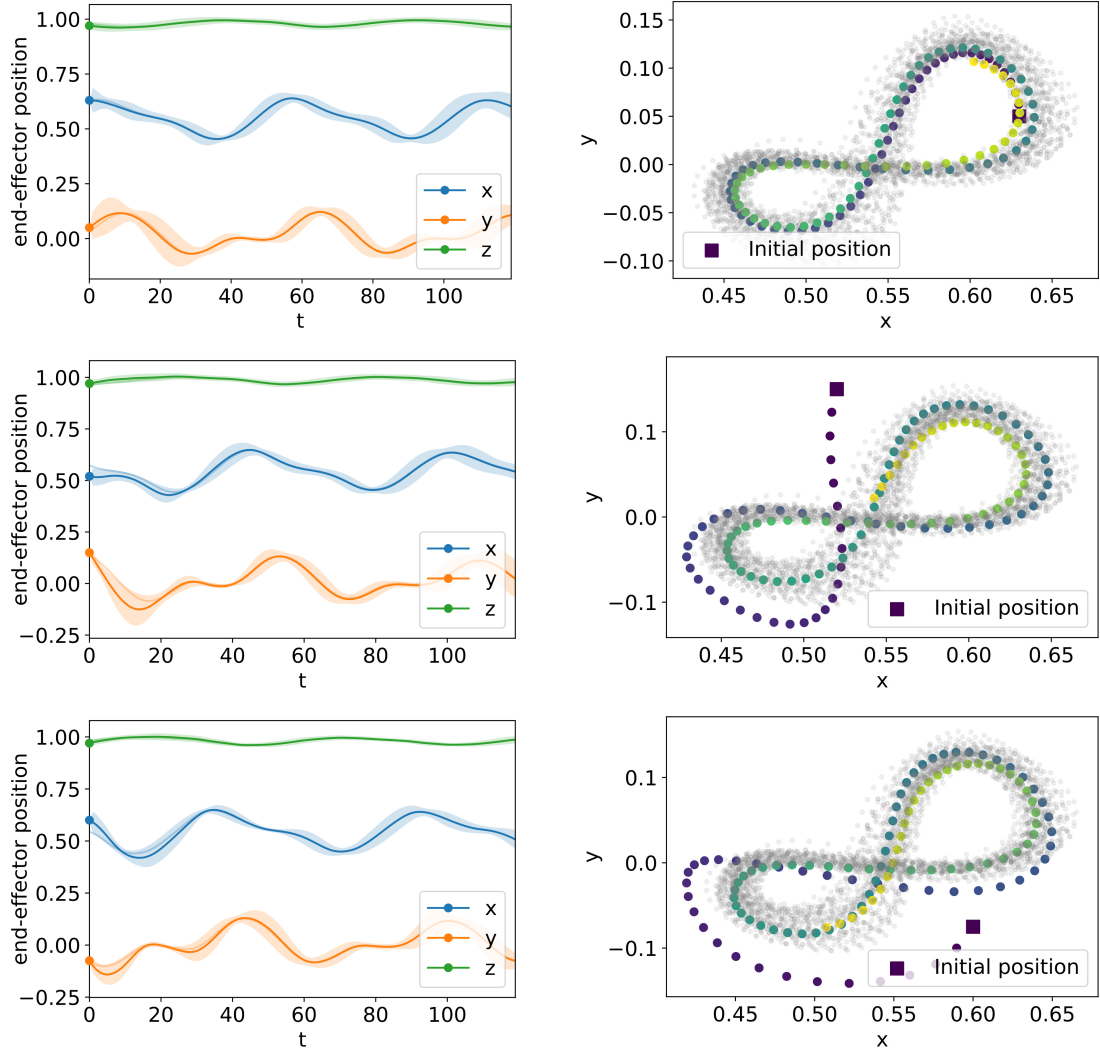 end-effector position
1.00
0.75
0.50
0.25
0.00
0 20 40 60 80 100
t
x
y
z
y
0.15
0.10
0.05
0.00
−0.05
−0.10
0.45 0.50 0.55 0.60 0.65
x
Initial position
end-effector position
1.00
0.75
0.50
0.25
0.00
−0.25
0 20 40 60 80 100
t
x
y
z
y
0.1
0.0
−0.1
0.45 0.50 0.55 0.60 0.65
x
Initial position
end-effector position
1.00
0.75
0.50
0.25
0.00
−0.25
0 20 40 60 80 100
t
x
y
z
y
0.1
0.0
−0.1
0.45 0.50 0.55 0.60 0.65
x
Initial position